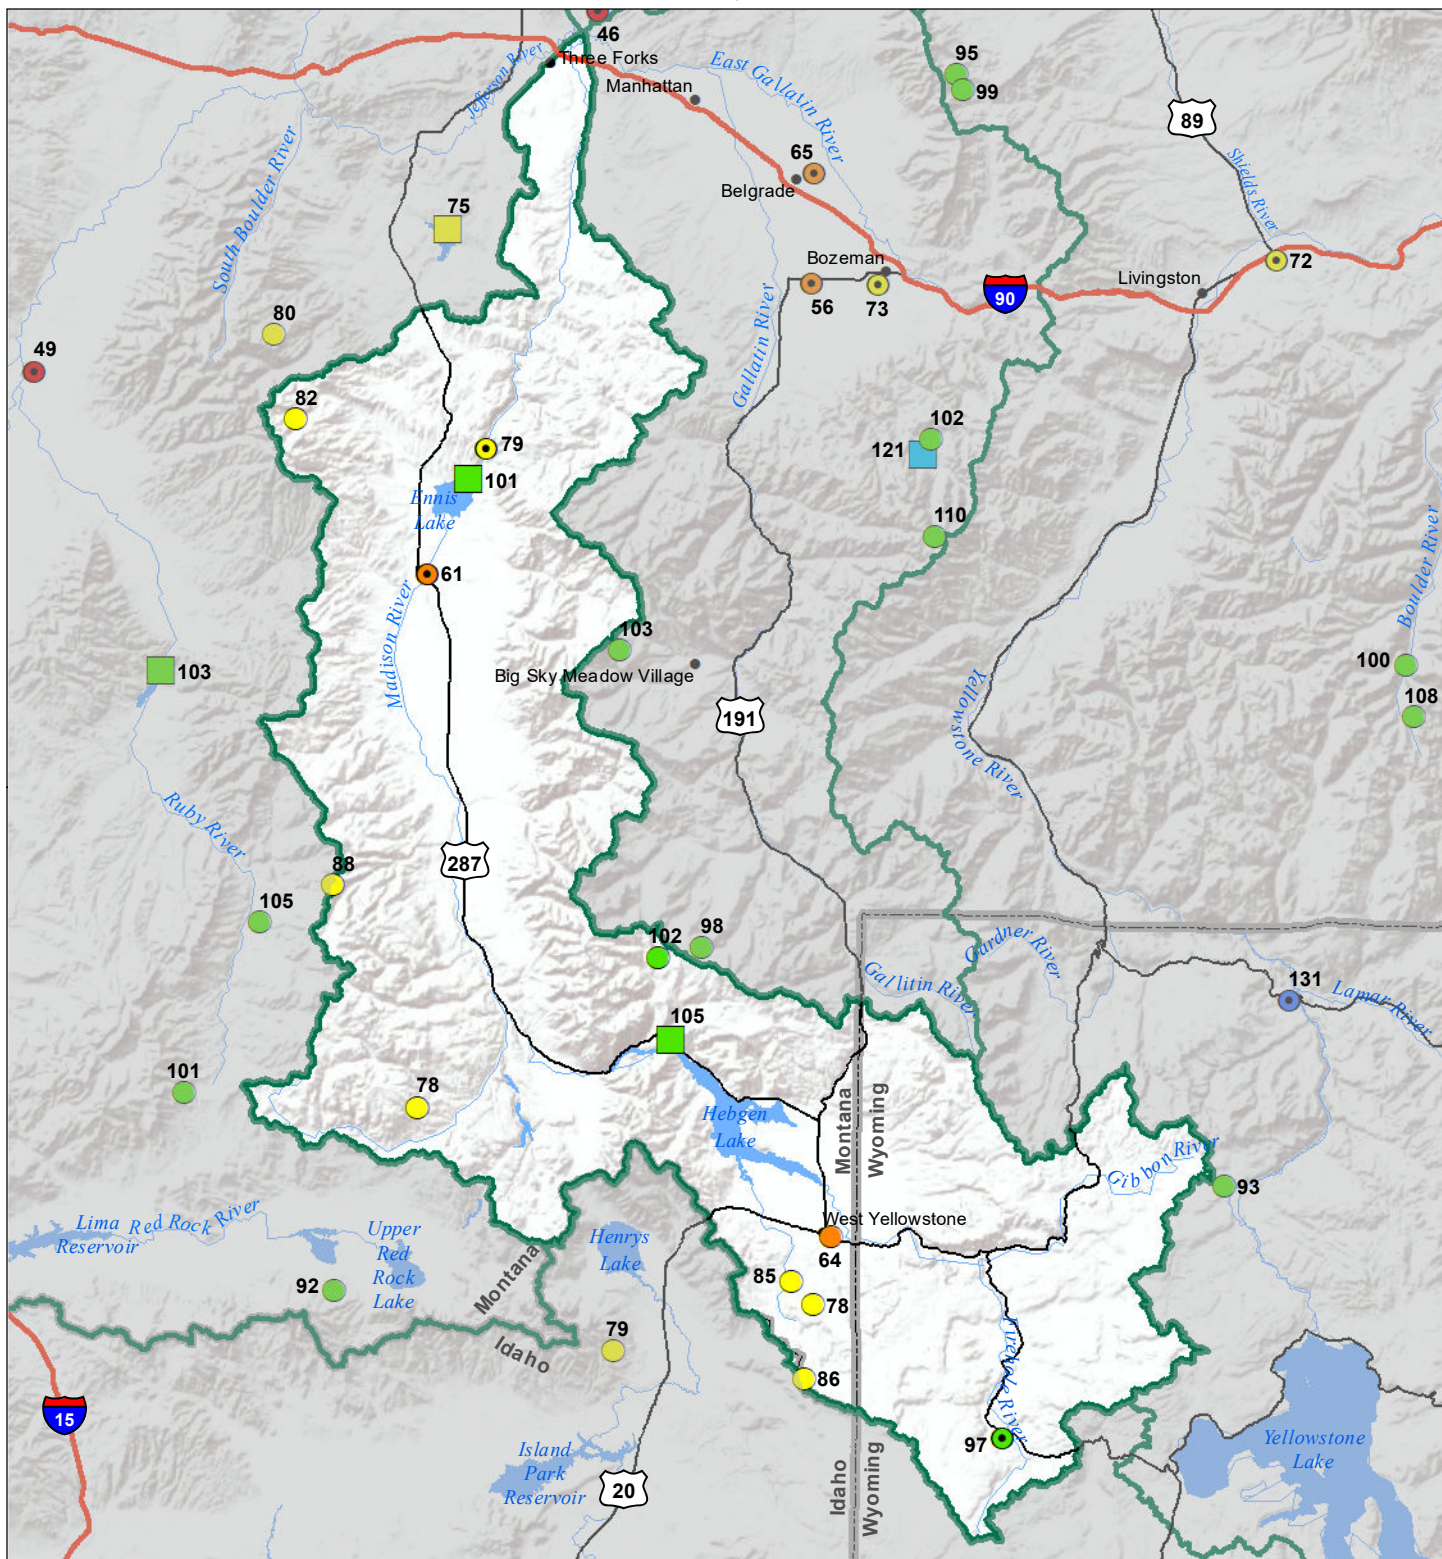 46
Three Forks
Jefferson River
Manhattan
East Gallatin River
95
99
89
65
Belgrade
Shields River
South Boulder River
75
Bozeman
72
Livingston
56
73
90
80
Gallatin River
49
82
79
102
121
101
Ennis
Lake
110
Boulder River
61
Madison River
103
100
103
Big Sky Meadow Village
108
191
Yellowstone River
Ruby River
287
88
105
102
98
Gardner River
Gallitin River
131
Lamar River
105
101
78
Hebgen
Lake
Montana
Wyoming
Gibbon River
93
Lima
Reservoir
Red Rock River
Upper
Red
Rock
Lake
Henrys
Lake
West Yellowstone
64
Montana
Idaho
92
85
78
79
86
Firehole River
15
97
Island
Park
Reservoir
20
Idaho
Wyoming
Yellowstone
Lake